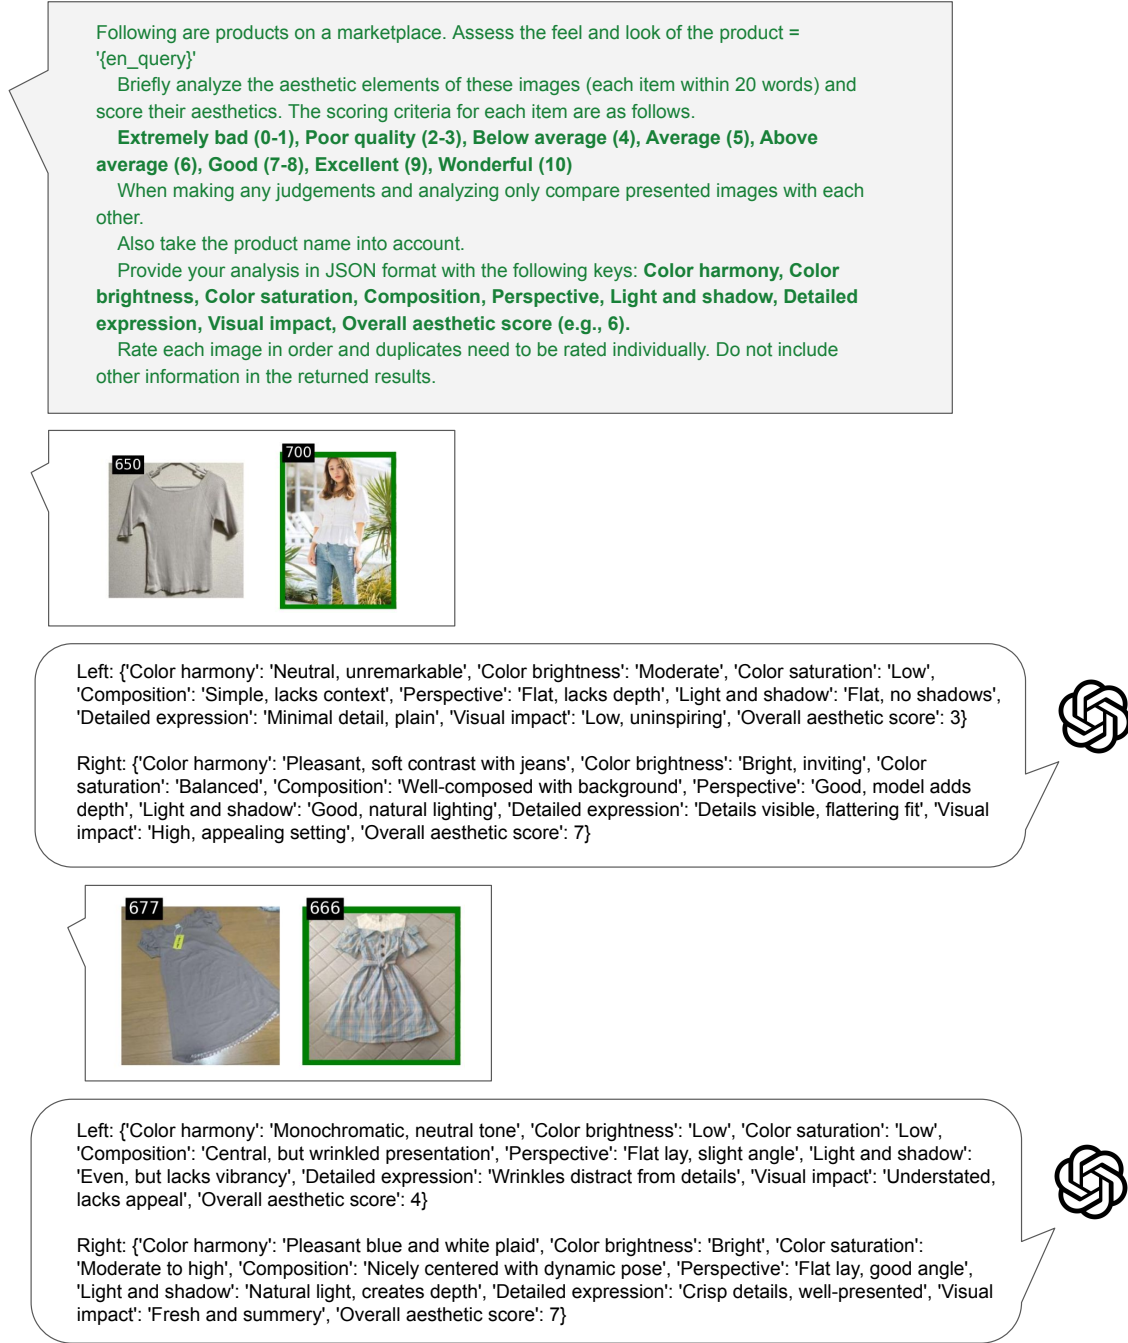 Following are products on a marketplace. Assess the feel and look of the product =
'{en_query}'
Briefly analyze the aesthetic elements of these images (each item within 20 words) and
score their aesthetics. The scoring criteria for each item are as follows.
Extremely bad (0-1), Poor quality (2-3), Below average (4), Average (5), Above
average (6), Good (7-8), Excellent (9), Wonderful (10)
When making any judgements and analyzing only compare presented images with each
other.
Also take the product name into account.
Provide your analysis in JSON format with the following keys: Color harmony, Color
brightness, Color saturation, Composition, Perspective, Light and shadow, Detailed
expression, Visual impact, Overall aesthetic score (e.g., 6).
Rate each image in order and duplicates need to be rated individually. Do not include
other information in the returned results.
650
700
Left: {'Color harmony': 'Neutral, unremarkable', 'Color brightness': 'Moderate', 'Color saturation': 'Low',
'Composition': 'Simple, lacks context', 'Perspective': 'Flat, lacks depth', 'Light and shadow': 'Flat, no shadows',
'Detailed expression': 'Minimal detail, plain', 'Visual impact': 'Low, uninspiring', 'Overall aesthetic score': 3}
Right: {'Color harmony': 'Pleasant, soft contrast with jeans', 'Color brightness': 'Bright, inviting', 'Color
saturation': 'Balanced', 'Composition': 'Well-composed with background', 'Perspective': 'Good, model adds
depth', 'Light and shadow': 'Good, natural lighting', 'Detailed expression': 'Details visible, flattering fit', 'Visual
impact': 'High, appealing setting', 'Overall aesthetic score': 7}
677
666
Left: {'Color harmony': 'Monochromatic, neutral tone', 'Color brightness': 'Low', 'Color saturation': 'Low',
'Composition': 'Central, but wrinkled presentation', 'Perspective': 'Flat lay, slight angle', 'Light and shadow':
'Even, but lacks vibrancy', 'Detailed expression': 'Wrinkles distract from details', 'Visual impact': 'Understated,
lacks appeal', 'Overall aesthetic score': 4}
Right: {'Color harmony': 'Pleasant blue and white plaid', 'Color brightness': 'Bright', 'Color saturation':
'Moderate to high', 'Composition': 'Nicely centered with dynamic pose', 'Perspective': 'Flat lay, good angle',
'Light and shadow': 'Natural light, creates depth', 'Detailed expression': 'Crisp details, well-presented', 'Visual
impact': 'Fresh and summery', 'Overall aesthetic score': 7}